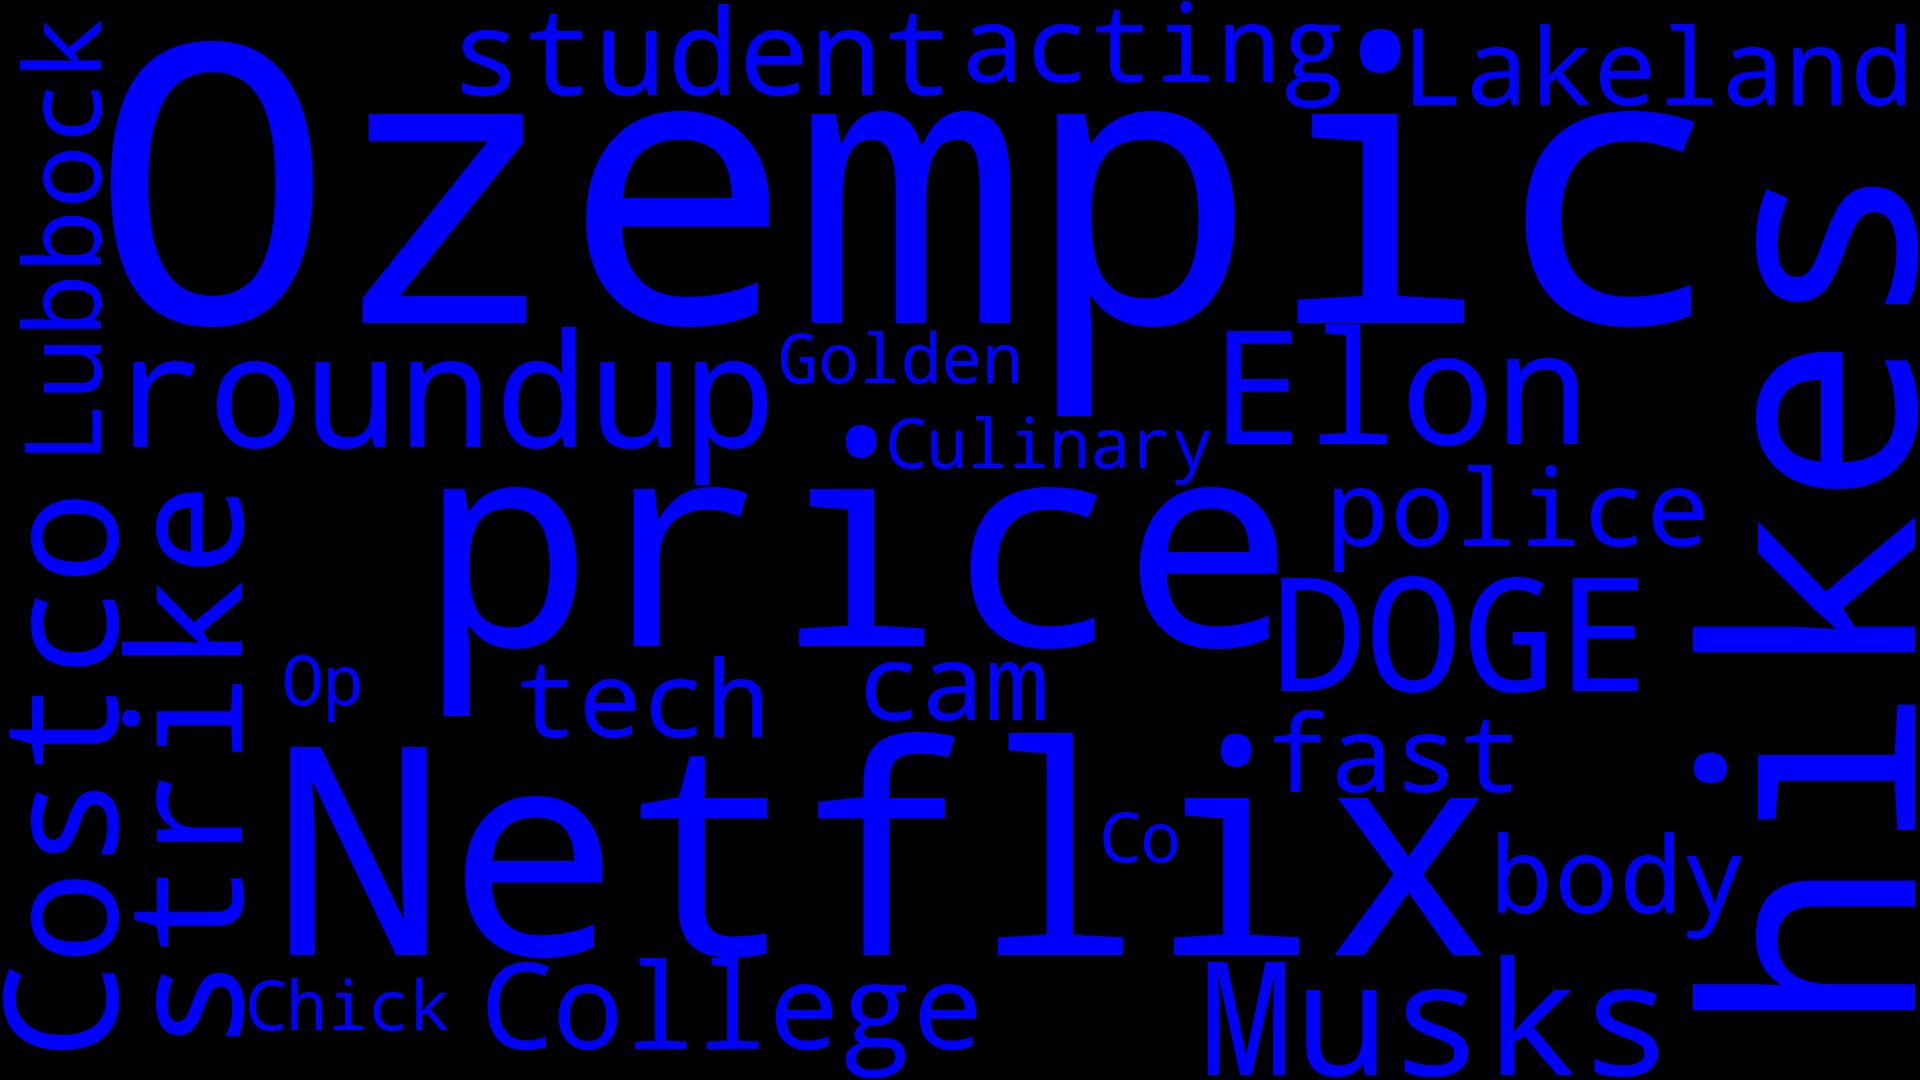 student
acting
Lakeland
Lubbock
Ozempic
hikes
roundup
Golden
Elon
Culinary
Costco
strike
price
police
DOGE
Op
tech
cam
fast
Netflix
Co
body
Chick
College
Musks